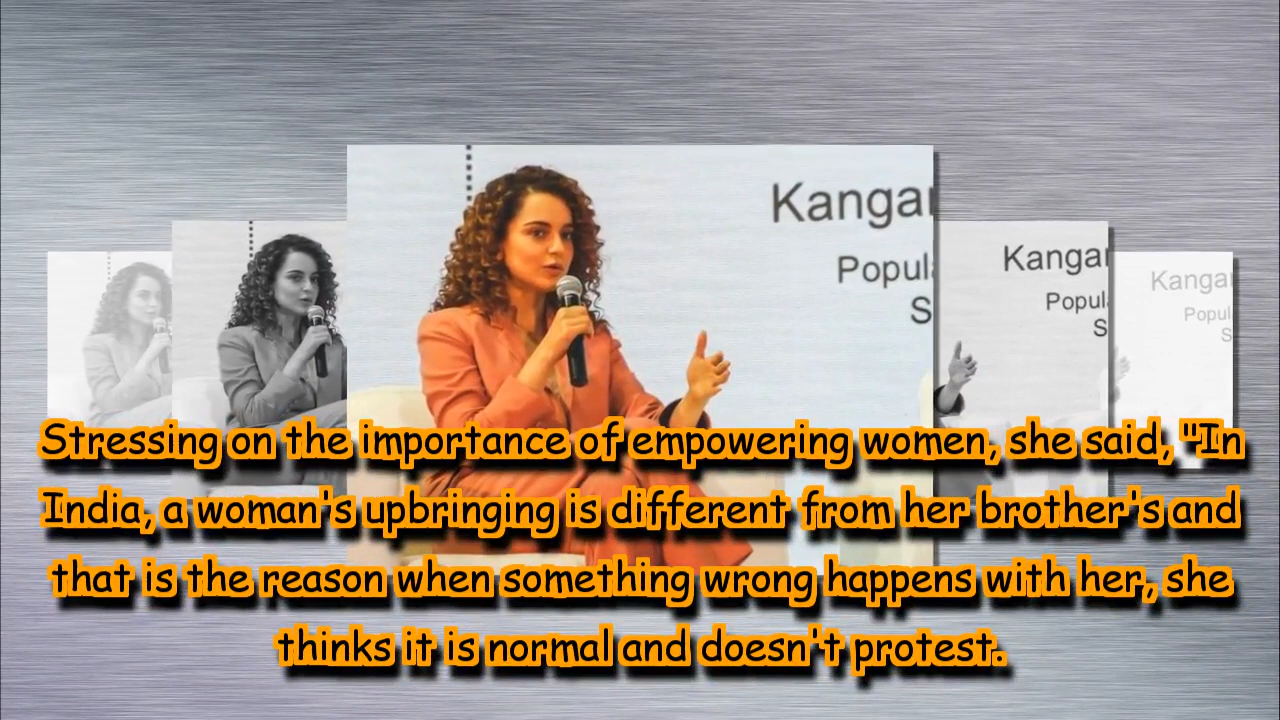 Kangar
Popula
S
Kangar
Popula
S
Kangar
Popul
S
Stressing on the importance of empowering women, she said, "In
India, a woman's upbringing is different from her brother's and
that is the reason when something wrong happens with her, she
thinks it is normal and doesn't protest.